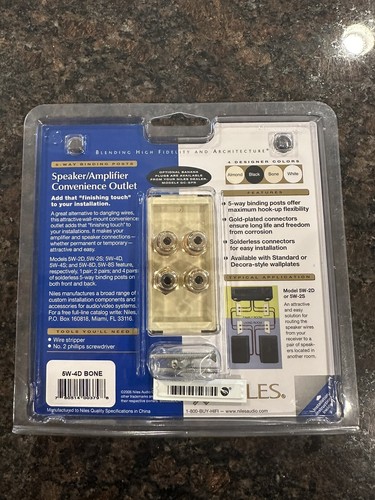 BLENDING HIGH FIDELITY AND ARCHITECTURE®
5-WAY BINDING POSTS
Speaker/Amplifier
Convenience Outlet
Add that "finishing touch"
to your installation.
A great alternative to dangling wires,
this attractive wall-mount convenience
outlet adds that "finishing touch" to
your installation. It makes your
amplifier and speaker connections—
whether permanent or temporary—
attractive and easy.
Models 5W-2D, 5W-2S; 5W-4D,
5W-4S; and 5W-8D, 5W-8S feature,
respectively, 1 pair; 2 pairs; and 4 pairs
of solderless 5-way binding posts on
both front and back.
Niles manufactures a broad range of
custom installation components and
accessories for audio/video systems.
For a free full-line catalog write: Niles,
P.O. Box 160818, Miami, FL 33116.
TOOLS YOU'LL NEED
• Wire stripper
• No. 2 philips screwdriver
5W-4D BONE
Manufactured to Niles Quality Specifications in China
OPTIONAL BANANA
PLUGS ARE AVAILABLE
FROM YOUR NILES DEALER.
4 DESIGNER COLORS
Almond
Black
Bone
White
FEATURES
• 5-way binding posts offer
maximum hook-up flexibility
• Gold-plated connectors
ensure long life and freedom
from corrosion
• Solderless connectors
for easy installation
• Available with Standard or
Decora-style wallplates
TYPICAL APPLICATION
Model 5W-2D
or 5W-2S
An attractive
and easy
solution for
routing the
speaker wires
from your
receiver to a
pair of speak-
ers located in
another room.
©2006 Niles Audio
other trademarks
their respective
LES®
1-800-BUY-HIFI — www.nilesaudio.com